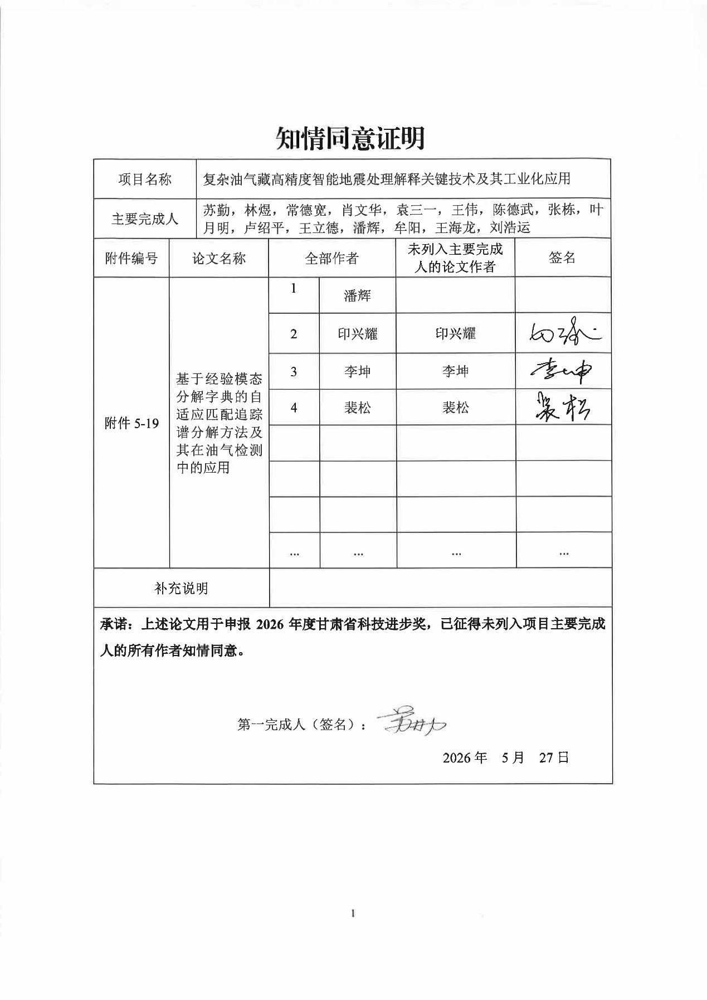 知情同意证明
项目名称
复杂油气藏高精度智能地震处理解释关键技术及其工业化应用
主要完成人
苏勤，林煜，常德宽，肖文华，袁三一，王伟，陈德武，张栋，叶
月明，卢绍平，王立德，潘辉，牟阳，王海龙，刘浩运
附件编号
论文名称
全部作者
未列入主要完成
人的论文作者
签名
附件 5-19
基于经验模态
分解字典的自
适应匹配追踪
谱分解方法及
其在油气检测
中的应用
1 潘辉
2 印兴耀 印兴耀
3 李坤 李坤 李坤
4 裴松 裴松 裴松
... ... ... ...
补充说明
承诺：上述论文用于申报 2026 年度甘肃省科技进步奖，已征得未列入项目主要完成
人的所有作者知情同意。
第一完成人（签名）： 苏勤
2026 年 5 月 27 日
1